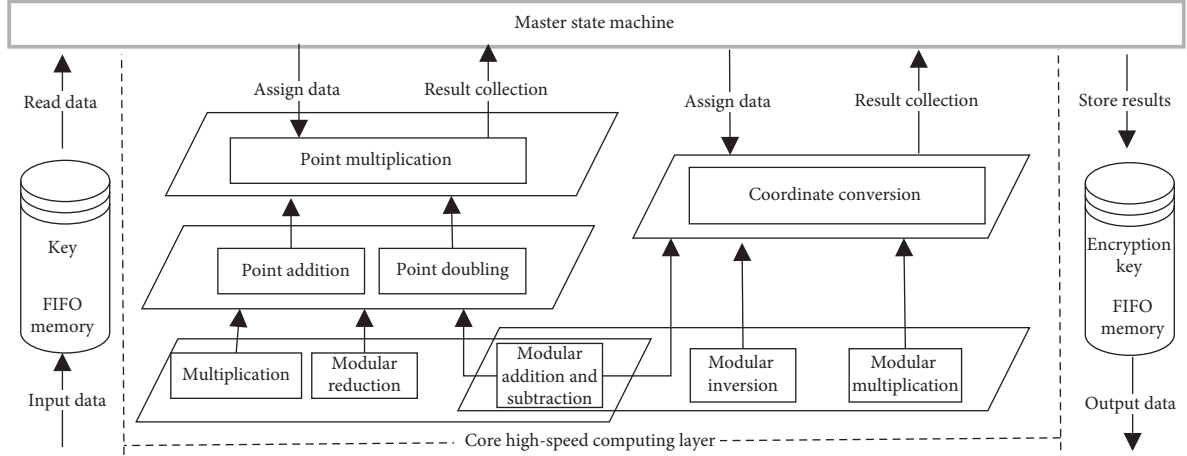 Master state machine
Read data
Assign data
Result collection
Assign data
Result collection
Store results
Point multiplication
Coordinate conversion
Key
FIFO
memory
Point addition
Point doubling
Encryption
key
FIFO
memory
Multiplication
Modular
reduction
Modular
addition and
subtraction
Modular
inversion
Modular
multiplication
Input data
Output data
Core high-speed computing layer